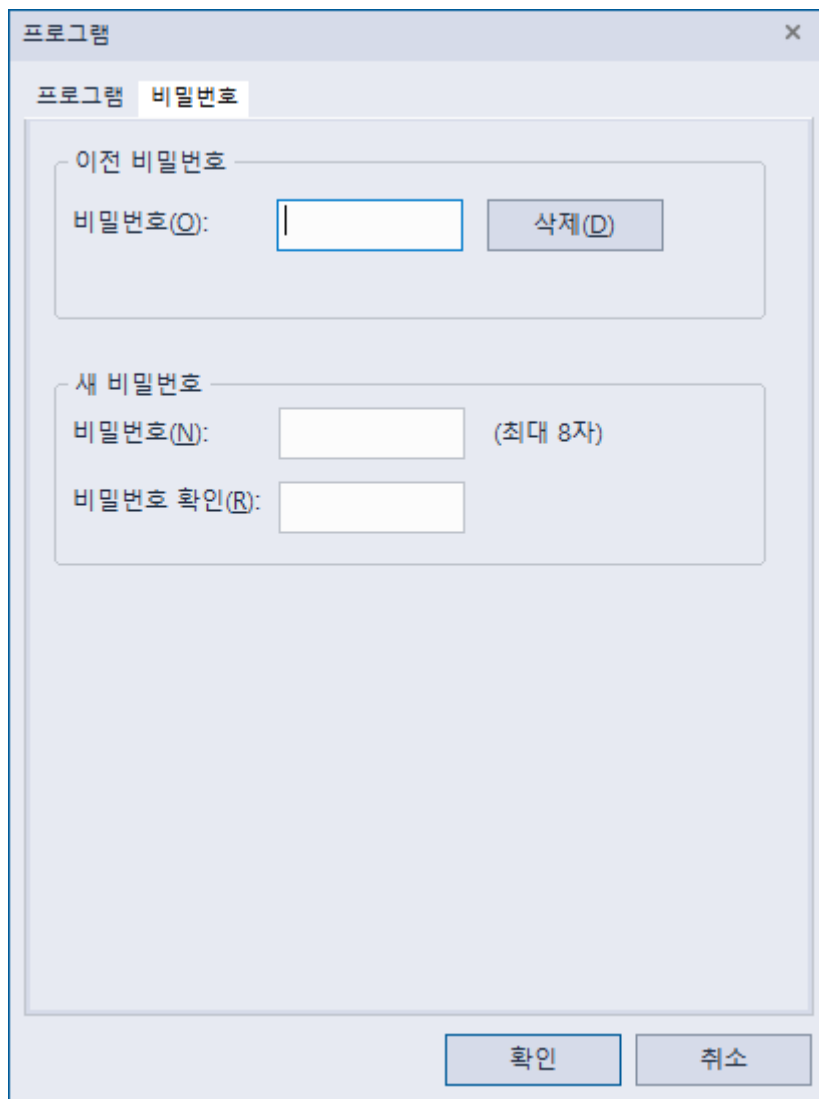 프로그램
프로그램 비밀번호
이전 비밀번호
비밀번호(O): 삭제(D)
새 비밀번호
비밀번호(N): (최대 8자)
비밀번호 확인(R):
확인 취소